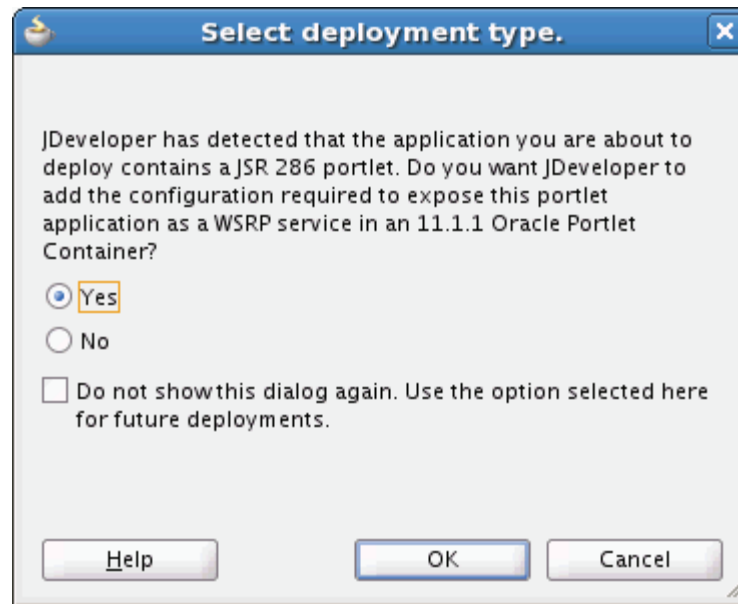 Select deployment type.
JDeveloper has detected that the application you are about to
deploy contains a JSR 286 portlet. Do you want JDeveloper to
add the configuration required to expose this portlet
application as a WSRP service in an 11.1.1 Oracle Portlet
Container?
Yes
No
Do not show this dialog again. Use the option selected here
for future deployments.
Help OK Cancel